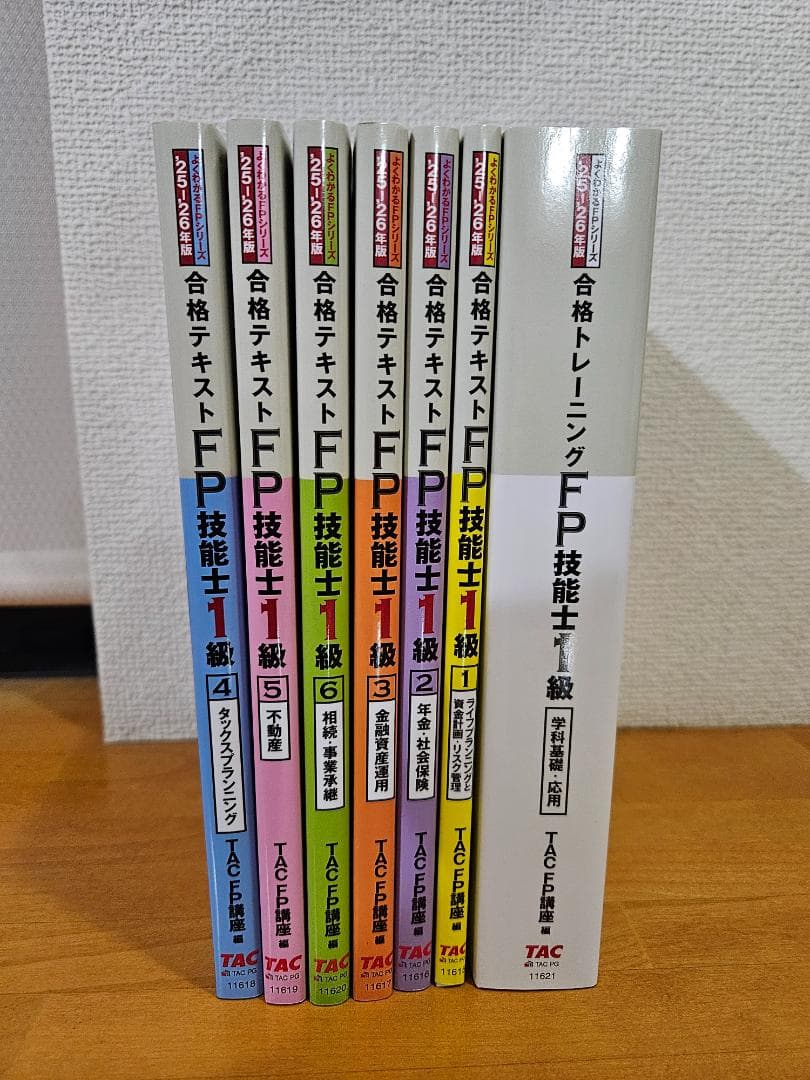 よくわかるFPシリーズ
'25-'26年版
合格テキスト
FP技能士1級
4
タックスプランニング
TAC FP講座 編
TAC
TAC PG
11618
よくわかるFPシリーズ
'25-'26年版
合格テキスト
FP技能士1級
5
不動産
TAC FP講座 編
TAC
TAC PG
11619
よくわかるFPシリーズ
'25-'26年版
合格テキスト
FP技能士1級
6
相続・事業承継
TAC FP講座 編
TAC
TAC PG
11620
よくわかるFPシリーズ
'25-'26年版
合格テキスト
FP技能士1級
3
金融資産運用
TAC FP講座 編
TAC
TAC PG
11617
よくわかるFPシリーズ
'25-'26年版
合格テキスト
FP技能士1級
2
年金・社会保険
TAC FP講座 編
TAC
TAC PG
11616
よくわかるFPシリーズ
'25-'26年版
合格テキスト
FP技能士1級
1
ライフプランニングと
資金計画・リスク管理
TAC FP講座 編
TAC
TAC PG
11615
よくわかるFPシリーズ
'25-'26年版
合格トレーニング
FP技能士1級
学科基礎・応用
TAC FP講座 編
TAC
TAC PG
11621